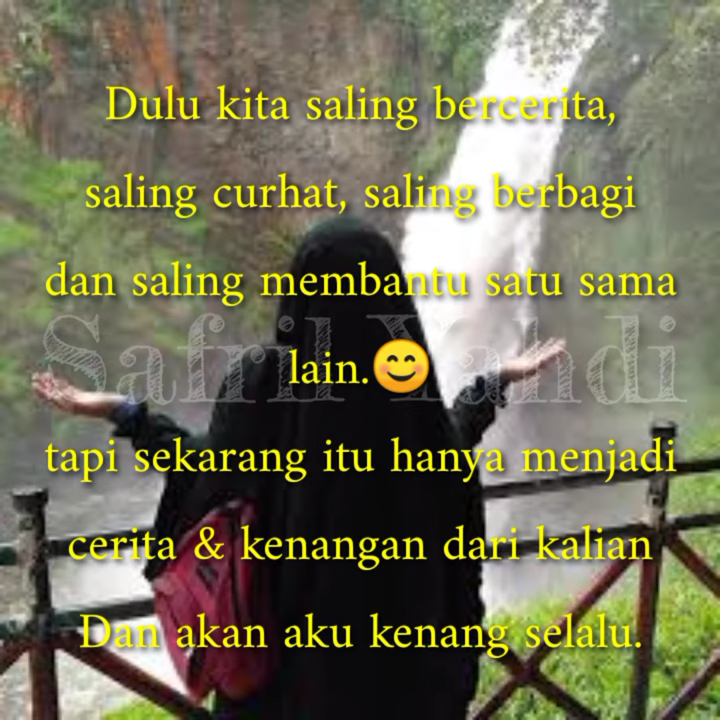 Dulu kita saling bercerita,
saling curhat, saling berbagi
dan saling membantu satu sama
Safril Yahdi
lain.😊
tapi sekarang itu hanya menjadi
cerita & kenangan dari kalian
Dan akan aku kenang selalu.